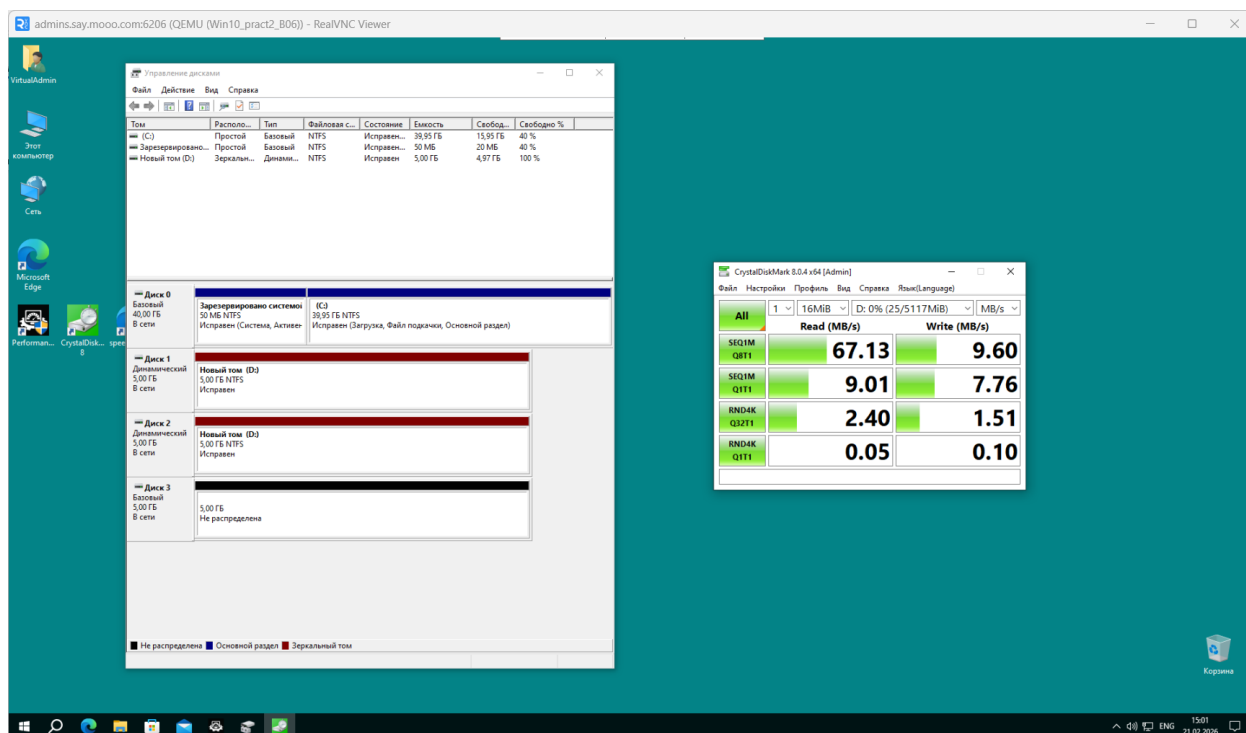 admins.say.mooo.com:6206 (QEMU (Win10_pract2_B06)) - RealVNC Viewer
VirtualAdmin
Этот
компьютер
Сеть
Microsoft
Edge
Performan...
CrystalDisk...
8
spee
Управление дисками
Файл Действие Вид Справка
Том Располо... Тип Файловая с... Состояние Емкость Свобод... Свободно %
(C:) Простой Базовый NTFS Исправен... 39,95 ГБ 15,95 ГБ 40 %
Зарезервировано... Простой Базовый NTFS Исправен... 50 МБ 20 МБ 40 %
Новый том (D:) Зеркальн... Динами... NTFS Исправен 5,00 ГБ 4,97 ГБ 100 %
Диск 0
Базовый
40,00 ГБ
В сети
Зарезервировано системой
50 МБ NTFS
Исправен (Система, Активен
(C:)
39,95 ГБ NTFS
Исправен (Загрузка, Файл подкачки, Основной раздел)
Диск 1
Динамический
5,00 ГБ
В сети
Новый том (D:)
5,00 ГБ NTFS
Исправен
Диск 2
Динамический
5,00 ГБ
В сети
Новый том (D:)
5,00 ГБ NTFS
Исправен
Диск 3
Базовый
5,00 ГБ
В сети
5,00 ГБ
Не распределена
Не распределена Основной раздел Зеркальный том
CrystalDiskMark 8.0.4 x64 [Admin]
Файл Настройки Профиль Вид Справка Язык(Language)
All 1 16MiB D: 0% (25/5117MiB) MB/s
Read (MB/s) Write (MB/s)
SEQ1M
Q8T1
67.13 9.60
SEQ1M
Q1T1
9.01 7.76
RND4K
Q32T1
2.40 1.51
RND4K
Q1T1
0.05 0.10
Корзина
ENG
15:01
21.02.2026